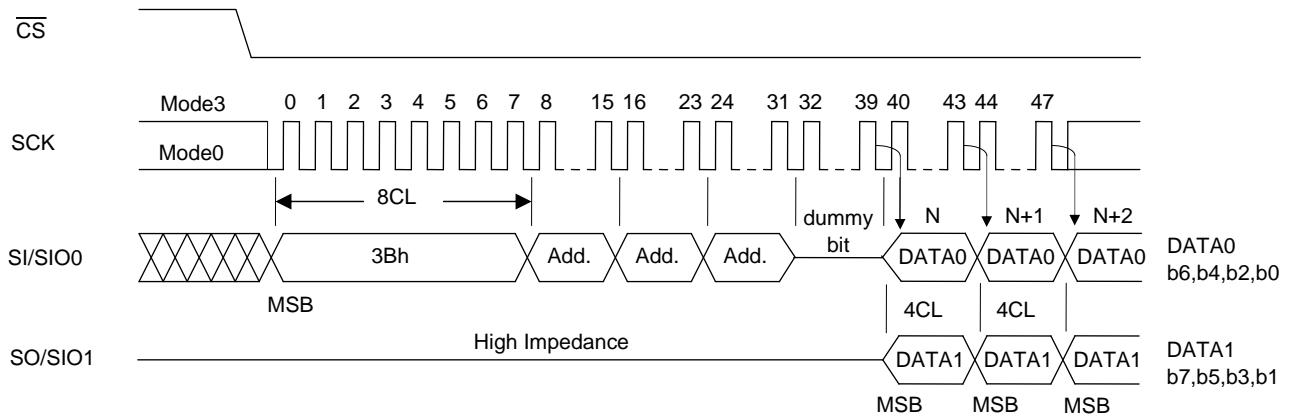 CS
Mode3 0 1 2 3 4 5 6 7 8 15 16 23 24 31 32 39 40 43 44 47
SCK
Mode0
8CL
dummy
bit
N N+1 N+2
SI/SIO0 3Bh Add. Add. Add. DATA0 DATA0 DATA0
DATA0
b6,b4,b2,b0
MSB 4CL 4CL
High Impedance
SO/SIO1 DATA1 DATA1 DATA1
DATA1
b7,b5,b3,b1
MSB MSB MSB